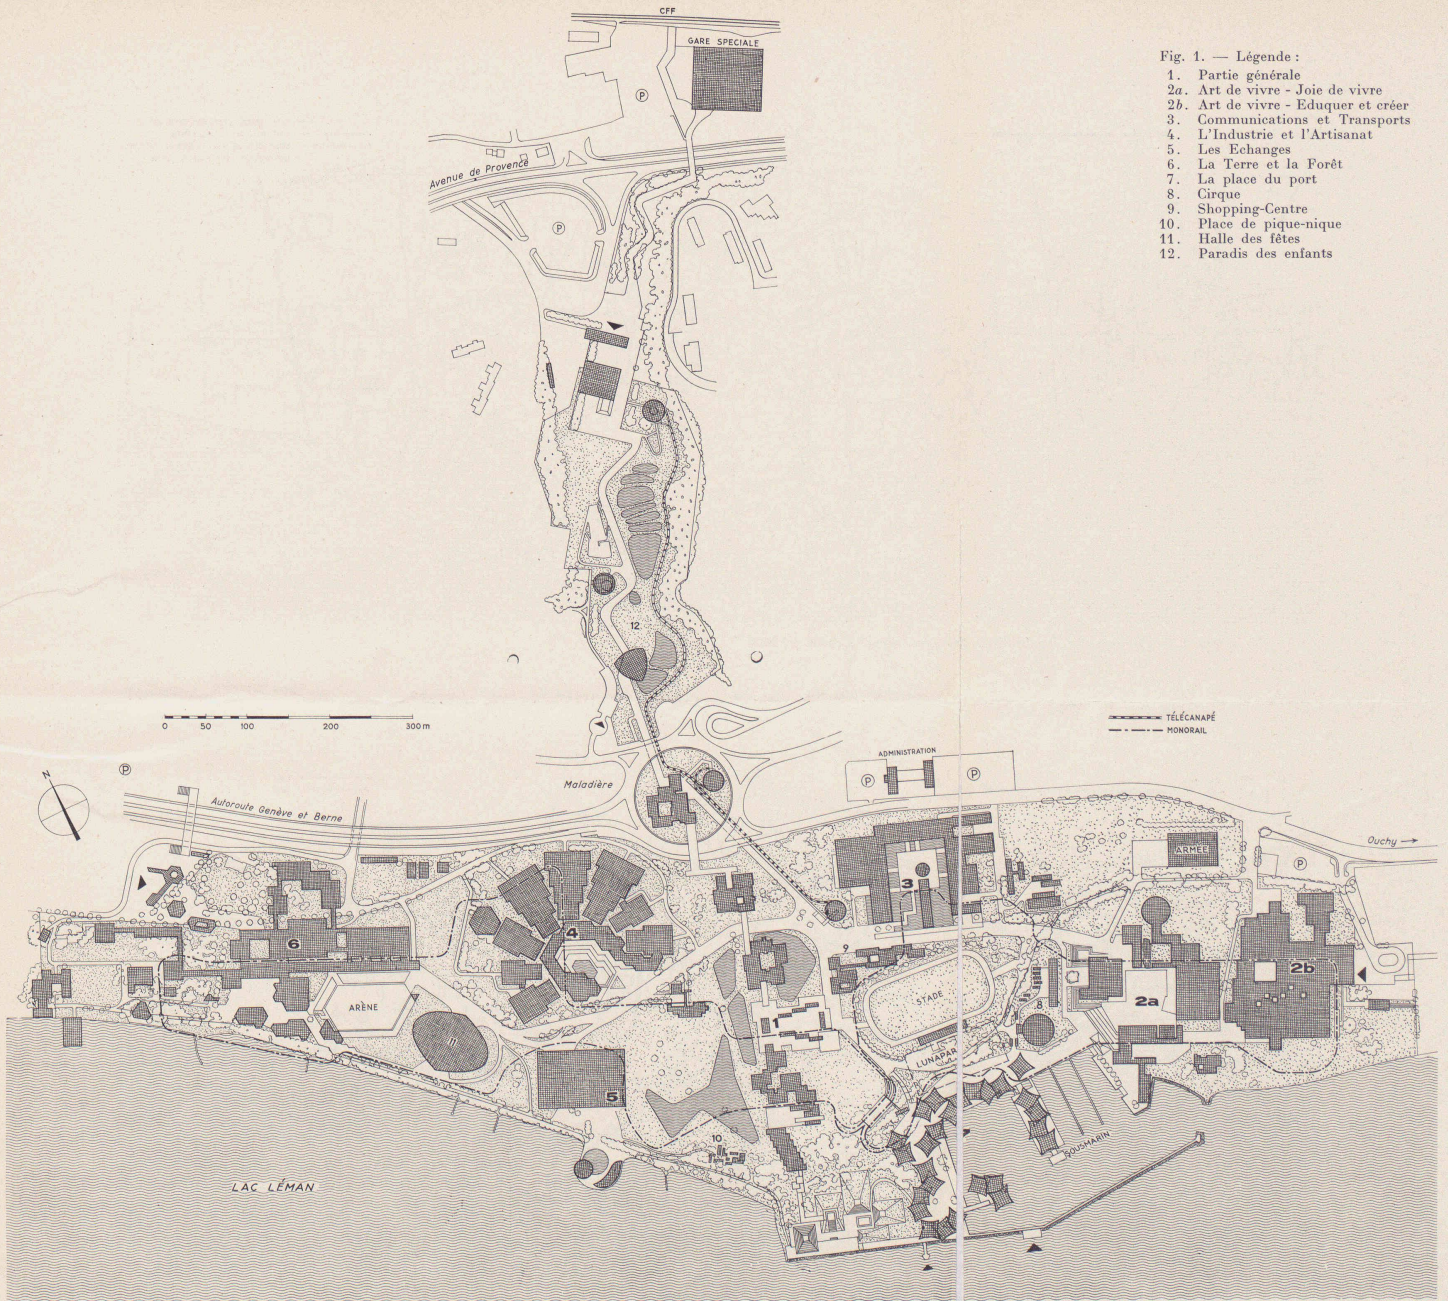 CFF
GARE SPECIALE
P
Fig. 1. — Légende :
1. Partie générale
2a. Art de vivre - Joie de vivre
2b. Art de vivre - Eduquer et créer
3. Communications et Transports
4. L'Industrie et l'Artisanat
5. Les Echanges
6. La Terre et la Forêt
7. La place du port
8. Cirque
9. Shopping-Centre
10. Place de pique-nique
11. Halle des fêtes
12. Paradis des enfants
Avenue de Provence
P
12
0 50 100 200 300 m
TÉLÉCANAPÉ
MONORAIL
N
P
Maladière
ADMINISTRATION
P
P
Autoroute Genève et Berne
Ouchy
ARMÉE
P
3
4
6
9
2b
STADE
2a
8
ARÈNE
1
11
LUNAPAR
5
10
SOUSMARIN
LAC LÉMAN